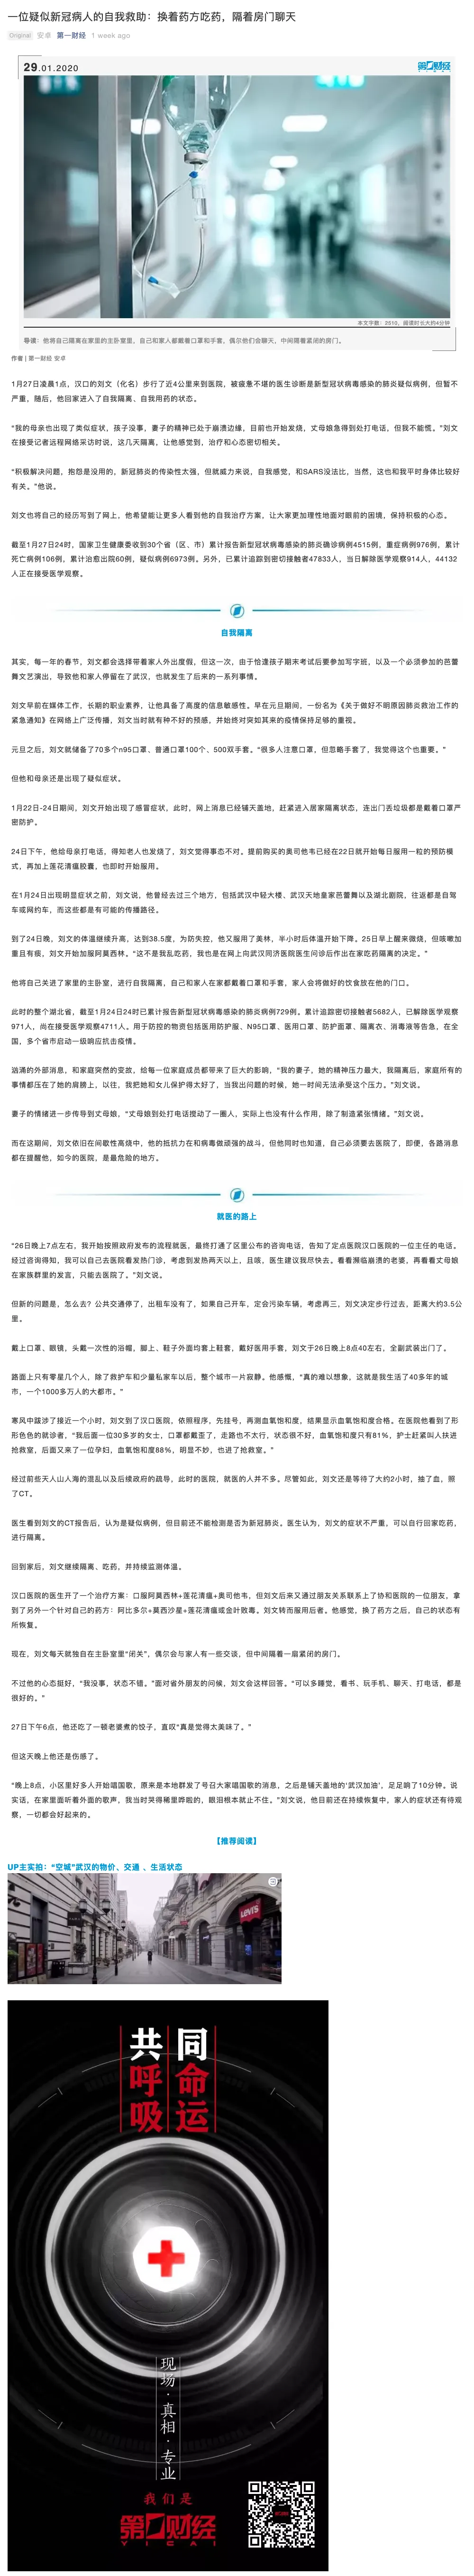 一位疑似新冠病人的自我救助：换着药方吃药，隔着房门聊天
Original 安卓 第一财经 1 week ago
29.01.2020
第一财经
YICAI
本文字数：2510，阅读时长大约4分钟
导读：他将自己隔离在家里的主卧室里，自己和家人都戴着口罩和手套，偶尔他们会聊天，中间隔着紧闭的房门。
作者 | 第一财经 安卓
1月27日凌晨1点，汉口的刘文（化名）步行了近4公里来到医院，被疲惫不堪的医生诊断是新型冠状病毒感染的肺炎疑似病例，但暂不
严重，随后，他回家进入了自我隔离、自我用药的状态。
“我的母亲也出现了类似症状，孩子没事，妻子的精神已处于崩溃边缘，目前也开始发烧，丈母娘急得到处打电话，但我不能慌。”刘文
在接受记者远程网络采访时说，这几天隔离，让他感觉到，治疗和心态密切相关。
“积极解决问题，抱怨是没用的，新冠肺炎的传染性太强，但就威力来说，自我感觉，和SARS没法比，当然，这也和我平时身体比较好
有关。”他说。
刘文也将自己的经历写到了网上，他希望能让更多人看到他的自我治疗方案，让大家更加理性地面对眼前的困境，保持积极的心态。
截至1月27日24时，国家卫生健康委收到30个省（区、市）累计报告新型冠状病毒感染的肺炎确诊病例4515例，重症病例976例，累计
死亡病例106例，累计治愈出院60例，疑似病例6973例。另外，已累计追踪到密切接触者47833人，当日解除医学观察914人，44132
人正在接受医学观察。
自我隔离
其实，每一年的春节，刘文都会选择带着家人外出度假，但这一次，由于恰逢孩子期末考试后要参加写字班，以及一个必须参加的芭蕾
舞文艺演出，导致他和家人停留在了武汉，也就发生了后来的一系列事情。
刘文早前在媒体工作，长期的职业素养，让他具备了高度的信息敏感性。早在元旦期间，一份名为《关于做好不明原因肺炎救治工作的
紧急通知》在网络上广泛传播，刘文当时就有种不好的预感，并始终对突如其来的疫情保持足够的重视。
元旦之后，刘文就储备了70多个n95口罩、普通口罩100个、500双手套。“很多人注意口罩，但忽略手套了，我觉得这个也重要。”
但他和母亲还是出现了疑似症状。
1月22日-24日期间，刘文开始出现了感冒症状，此时，网上消息已经铺天盖地，赶紧进入居家隔离状态，连出门丢垃圾都是戴着口罩严
密防护。
24日下午，他给母亲打电话，得知老人也发烧了，刘文觉得事态不对。提前购买的奥司他韦已经在22日就开始每日服用一粒的预防模
式，再加上莲花清瘟胶囊，也即时开始服用。
在1月24日出现明显症状之前，刘文说，他曾经去过三个地方，包括武汉中轻大楼、武汉天地皇家芭蕾舞以及湖北剧院，往返都是自驾
车或网约车，而这些都是有可能的传播路径。
到了24日晚，刘文的体温继续升高，达到38.5度，为防失控，他又服用了美林，半小时后体温开始下降。25日早上醒来微烧，但咳嗽加
重且有痰，刘文开始加服阿莫西林。“这不是我乱吃药，我也是在网上向武汉同济医院医生问诊后作出在家吃药隔离的决定。”
他将自己关进了家里的主卧室，进行自我隔离，自己和家人在家都戴着口罩和手套，家人会将做好的饮食放在他的门口。
此时的整个湖北省，截至1月24日24时已累计报告新型冠状病毒感染的肺炎病例729例。累计追踪密切接触者5682人，已解除医学观察
971人，尚在接受医学观察4711人。用于防控的物资包括医用防护服、N95口罩、医用口罩、防护面罩、隔离衣、消毒液等告急，在全
国，多个省市启动一级响应抗击疫情。
汹涌的外部消息，和家庭突然的变故，给每一位家庭成员都带来了巨大的影响，“我的妻子，她的精神压力最大，我隔离后，家庭所有的
事情都压在了她的肩膀上，以往，我把她和女儿保护得太好了，当我出问题的时候，她一时间无法承受这个压力。”刘文说。
妻子的情绪进一步传导到丈母娘，“丈母娘到处打电话搅动了一圈人，实际上也没有什么作用，除了制造紧张情绪。”刘文说。
而在这期间，刘文依旧在间歇性高烧中，他的抵抗力在和病毒做顽强的战斗，但他同时也知道，自己必须要去医院了，即便，各路消息
都在提醒他，如今的医院，是最危险的地方。
就医的路上
“26日晚上7点左右，我开始按照政府发布的流程就医，最终打通了区里公布的咨询电话，告知了定点医院汉口医院的一位主任的电话。
经过咨询得知，我可以自己去医院看发热门诊，考虑到发热两天以上，且咳，医生建议我尽快去。看看濒临崩溃的老婆，再看看丈母娘
在家族群里的发言，只能去医院了。”刘文说。
但新的问题是，怎么去？公共交通停了，出租车没有了，如果自己开车，定会污染车辆，考虑再三，刘文决定步行过去，距离大约3.5公
里。
戴上口罩、眼镜，头戴一次性的浴帽，脚上、鞋子外面均套上鞋套，戴好医用手套，刘文于26日晚上8点40左右，全副武装出门了。
路面上只有零星几个人，除了救护车和少量私家车以后，整个城市一片寂静。他感慨，“真的难以想象，这就是我生活了40多年的城
市，一个1000多万人的大都市。”
寒风中跋涉了接近一个小时，刘文到了汉口医院，依照程序，先挂号，再测血氧饱和度，结果显示血氧饱和度合格。在医院他看到了形
形色色的就诊者，“我后面一位30多岁的女士，口罩都戴歪了，走路也不太行，状态很不好，血氧饱和度只有81%，护士赶紧叫人扶进
抢救室，后面又来了一位孕妇，血氧饱和度88%，明显不妙，也进了抢救室。”
经过前些天人山人海的混乱以及后续政府的疏导，此时的医院，就医的人并不多。尽管如此，刘文还是等待了大约2小时，抽了血，照
了CT。
医生看到刘文的CT报告后，认为是疑似病例，但目前还不能检测是否为新冠肺炎。医生认为，刘文的症状不严重，可以自行回家吃药，
进行隔离。
回到家后，刘文继续隔离、吃药，并持续监测体温。
汉口医院的医生开了一个治疗方案：口服阿莫西林+莲花清瘟+奥司他韦，但刘文后来又通过朋友关系联系上了协和医院的一位朋友，拿
到了另外一个针对自己的药方：阿比多尔+莫西沙星+莲花清瘟或金叶败毒。刘文转而服用后者。他感觉，换了药方之后，自己的状态有
所恢复。
现在，刘文每天就独自在主卧室里“闭关”，偶尔会与家人有一些交谈，但中间隔着一扇紧闭的房门。
不过他的心态挺好，“我没事，状态不错。”面对省外朋友的问候，刘文会这样回答。“可以多睡觉，看书、玩手机、聊天、打电话，都是
很好的。”
27日下午6点，他还吃了一顿老婆煮的饺子，直叹“真是觉得太美味了。”
但这天晚上他还是伤感了。
“晚上8点，小区里好多人开始唱国歌，原来是本地群发了号召大家唱国歌的消息，之后是铺天盖地的‘武汉加油’，足足响了10分钟。说
实话，在家里面听着外面的歌声，我当时哭得稀里哗啦的，眼泪根本就止不住。”刘文说，他目前还在持续恢复中，家人的症状还有待观
察，一切都会好起来的。
【推荐阅读】
UP主实拍：“空城”武汉的物价、交通 、生活状态
LEVI'S
共同
呼命
吸运
现场·真相·专业
我们是
第一财经
YICAI